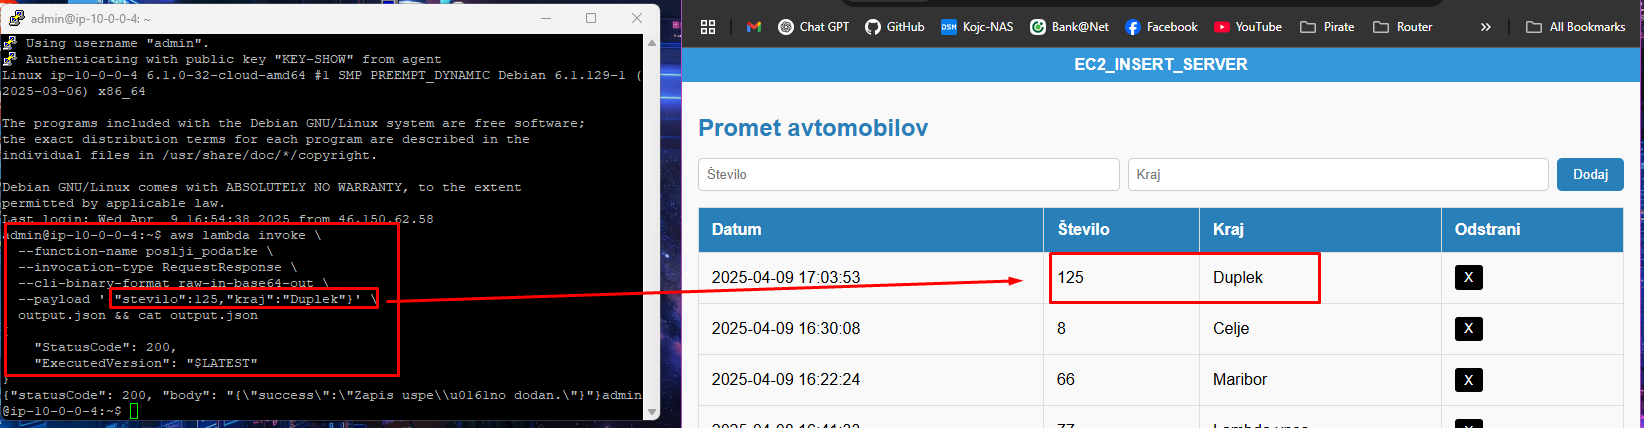 admin@ip-10-0-0-4: ~
Using username "admin".
Authenticating with public key "KEY-SHOW" from agent
Linux ip-10-0-0-4 6.1.0-32-cloud-amd64 #1 SMP PREEMPT_DYNAMIC Debian 6.1.129-1 (
2025-03-06) x86_64
The programs included with the Debian GNU/Linux system are free software;
the exact distribution terms for each program are described in the
individual files in /usr/share/doc/*/copyright.
Debian GNU/Linux comes with ABSOLUTELY NO WARRANTY, to the extent
permitted by applicable law.
Last login: Wed Apr  9 16:54:38 2025 from 46.150.62.58
admin@ip-10-0-0-4:~$ aws lambda invoke \
--function-name poslji_podatke \
--invocation-type RequestResponse \
--cli-binary-format raw-in-base64-out \
--payload '{"stevilo":125,"kraj":"Duplek"}' \
output.json && cat output.json
{
"StatusCode": 200,
"ExecutedVersion": "$LATEST"
}
{"statusCode": 200, "body": "{\"success\":\"Zapis uspe\\u0161no dodan.\"}"}admin
@ip-10-0-0-4:~$
Chat GPT
GitHub
DSM
Kojc-NAS
Bank@Net
Facebook
YouTube
Pirate
Router
»
All Bookmarks
EC2_INSERT_SERVER
Promet avtomobilov
Število
Kraj
Dodaj
Datum Število Kraj Odstrani
2025-04-09 17:03:53 125 Duplek X
2025-04-09 16:30:08 8 Celje X
2025-04-09 16:22:24 66 Maribor X